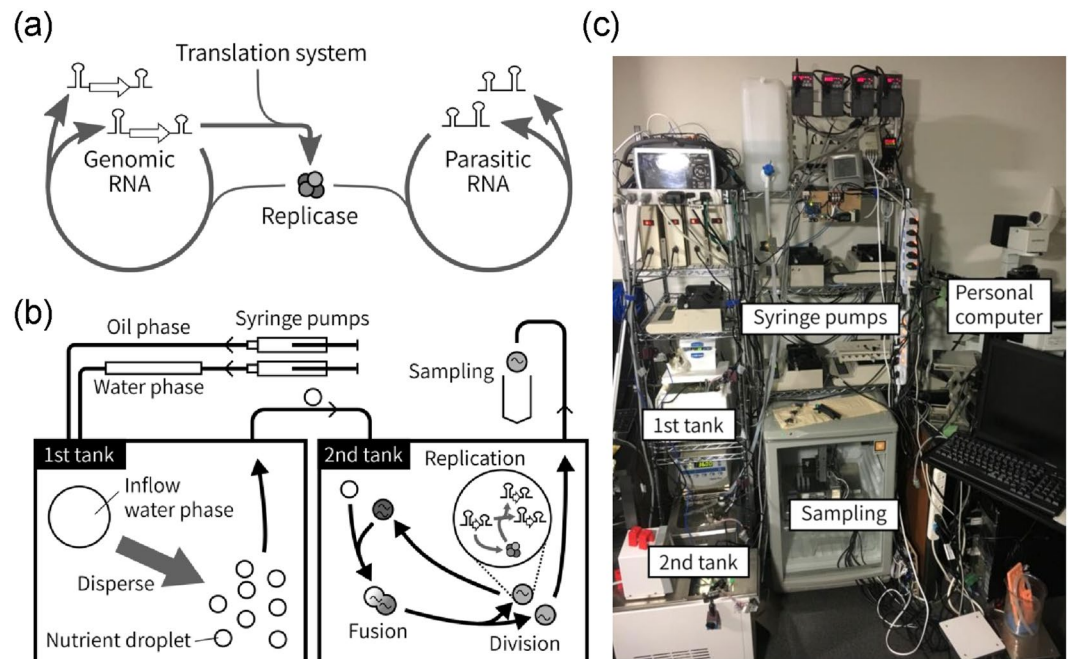 (a)
Translation system
Genomic
RNA
Replicase
Parasitic
RNA
(b)
Oil phase
Syringe pumps
Water phase
Sampling
1st tank
Inflow
water phase
Disperse
Nutrient droplet
2nd tank
Replication
Fusion
Division
(c)
Syringe pumps
Personal
computer
1st tank
Sampling
2nd tank